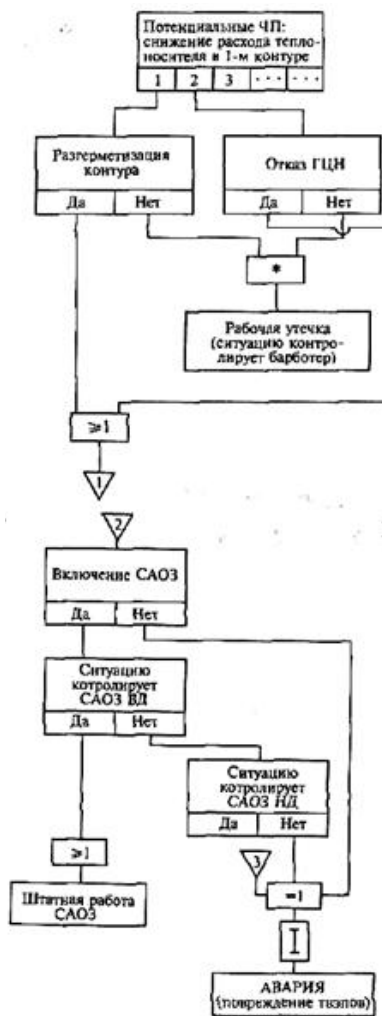 Потенциальные ЧП:
снижение расхода тепло-
носителя в 1-м контуре
1 2 3 · · · · · ·
Разгерметизация
контура
Да Нет
Отказ ГЦН
Да Нет
*
Рабочая утечка
(ситуацию контро-
лирует барботер)
⩾1
1
2
Включение САОЗ
Да Нет
Ситуацию
котролирует
САОЗ ВД
Да Нет
Ситуацию
котролирует
САОЗ НД
Да Нет
⩾1
3
=1
Штатная работа
САОЗ
I
АВАРИЯ
(повреждение твэлов)